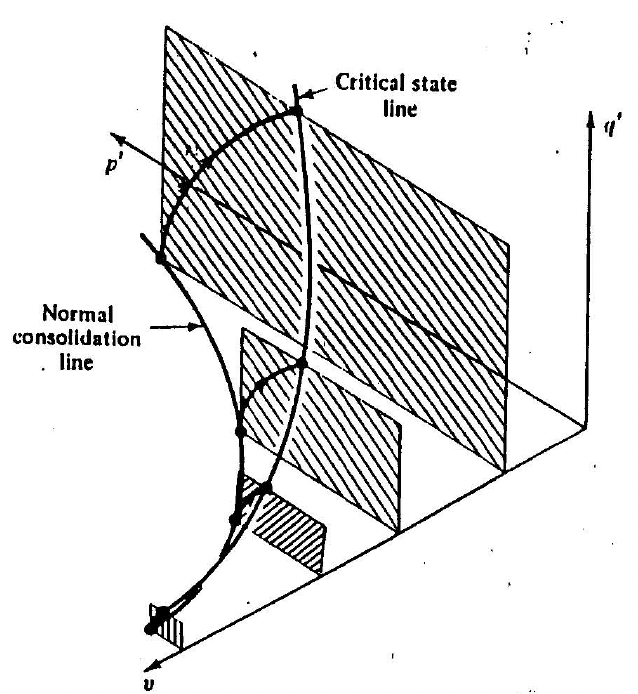 Critical state
line
q'
p'
Normal
consolidation
line
v